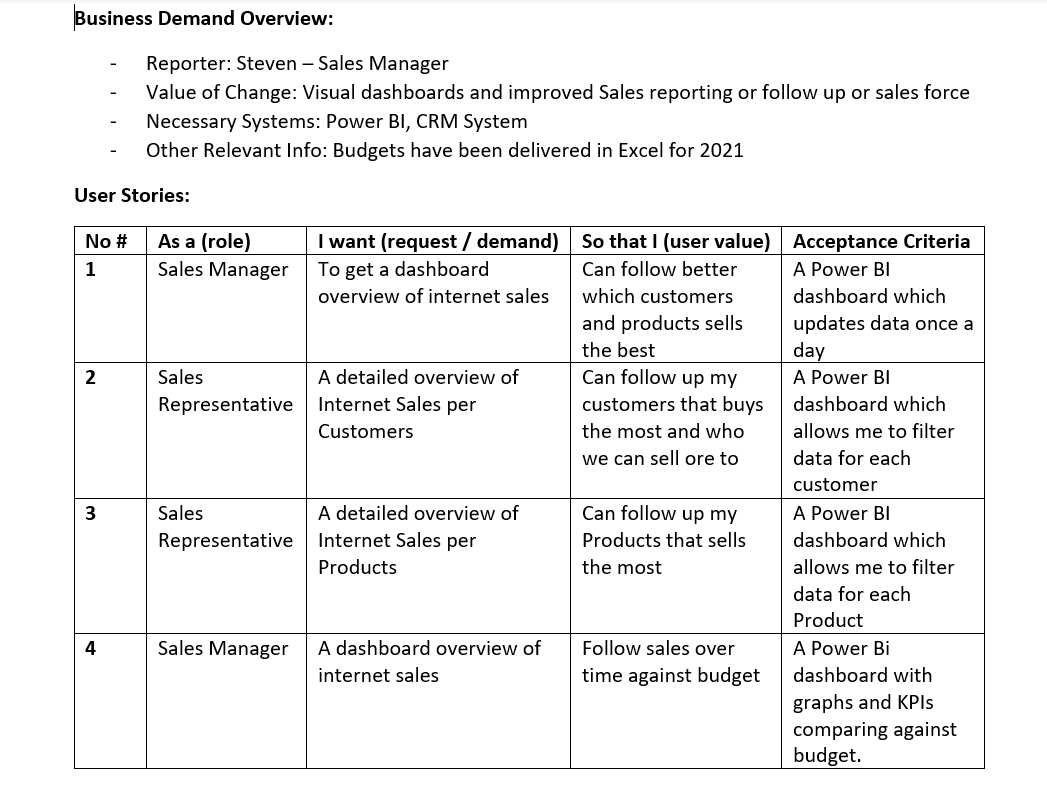 Business Demand Overview:
- Reporter: Steven – Sales Manager
- Value of Change: Visual dashboards and improved Sales reporting or follow up or sales force
- Necessary Systems: Power BI, CRM System
- Other Relevant Info: Budgets have been delivered in Excel for 2021
User Stories:
No # As a (role) I want (request / demand) So that I (user value) Acceptance Criteria
1 Sales Manager To get a dashboard Can follow better A Power BI
overview of internet sales which customers dashboard which
and products sells updates data once a
the best day
2 Sales A detailed overview of Can follow up my A Power BI
Representative Internet Sales per customers that buys dashboard which
Customers the most and who allows me to filter
we can sell ore to data for each
customer
3 Sales A detailed overview of Can follow up my A Power BI
Representative Internet Sales per Products that sells dashboard which
Products the most allows me to filter
data for each
Product
4 Sales Manager A dashboard overview of Follow sales over A Power Bi
internet sales time against budget dashboard with
graphs and KPIs
comparing against
budget.